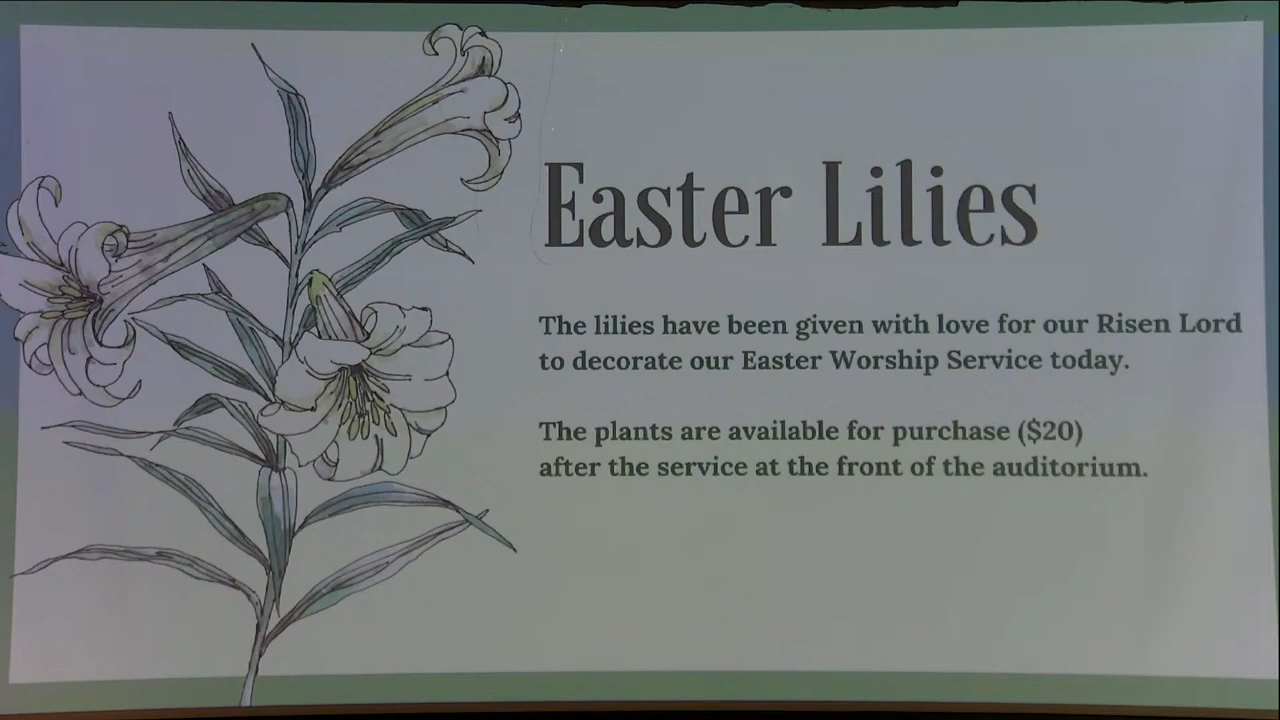 Easter Lilies
The lilies have been given with love for our Risen Lord
to decorate our Easter Worship Service today.
The plants are available for purchase ($20)
after the service at the front of the auditorium.